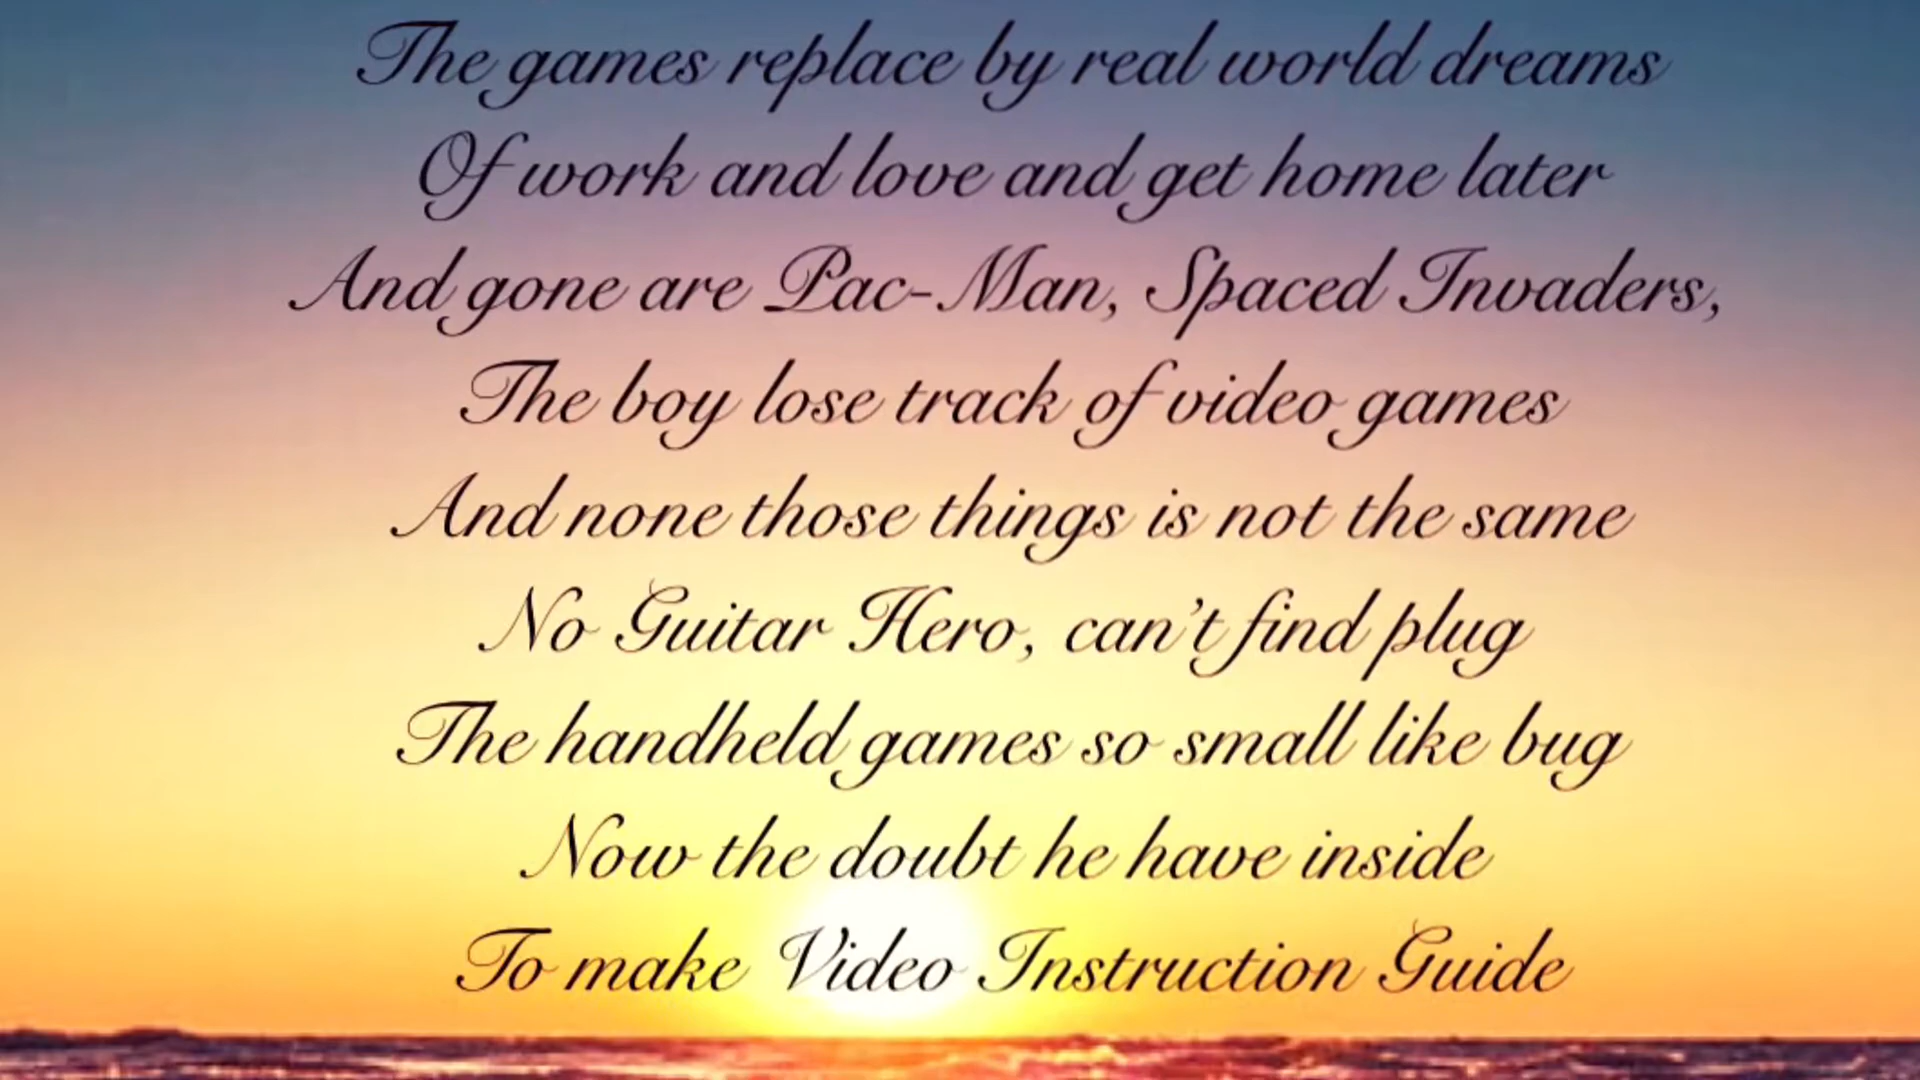 The games replace by real world dreams
Of work and love and get home later
And gone are Pac-Man, Spaced Invaders,
The boy lose track of video games
And none those things is not the same
No Guitar Hero, can't find plug
The handheld games so small like bug
Now the doubt he have inside
To make Video Instruction Guide